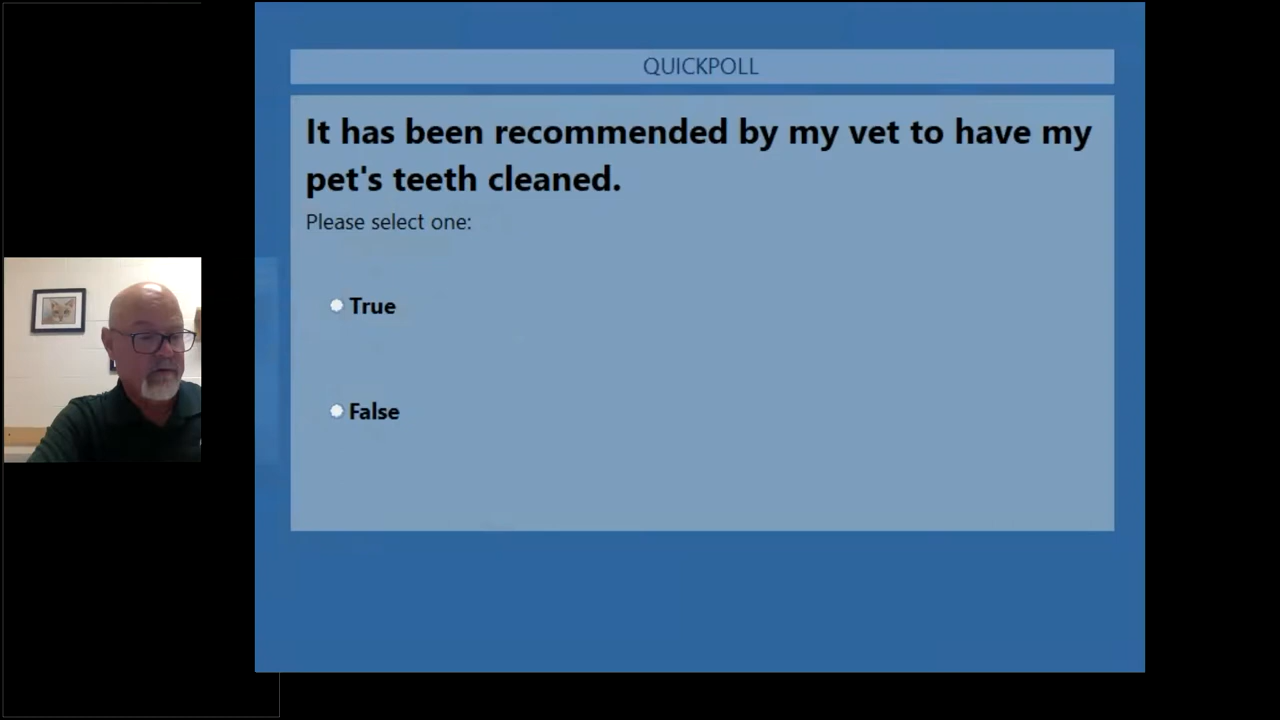 QUICKPOLL
It has been recommended by my vet to have my
pet's teeth cleaned.
Please select one:
True
False